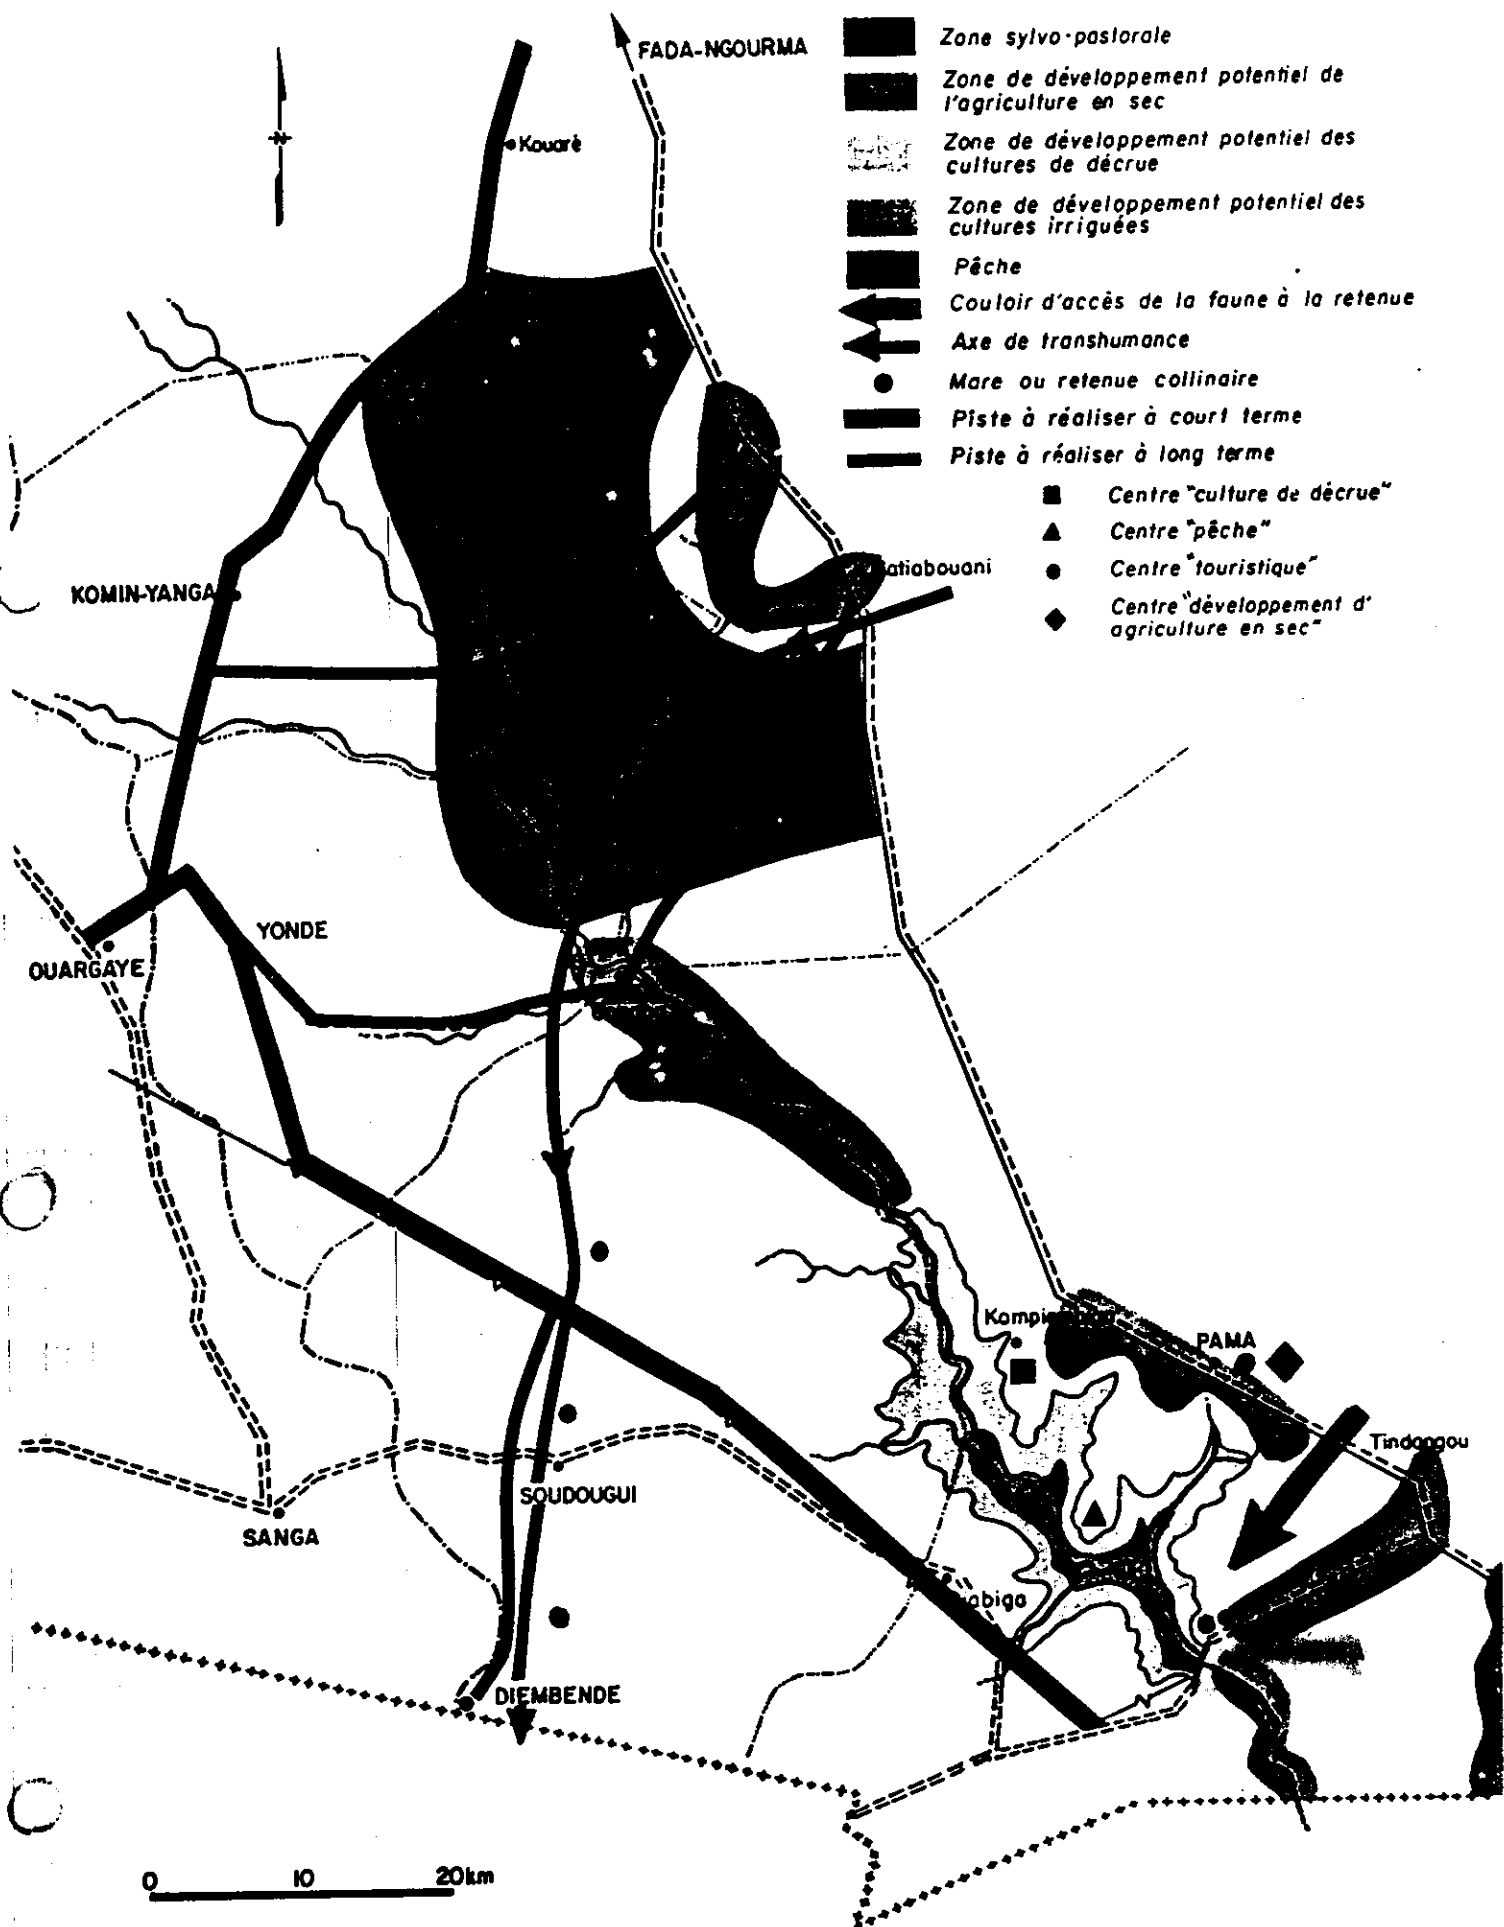 FADA-NGOURMA
Kouarè
N
KOMIN-YANGA
YONDE
OUARGAYE
SOUDOUGUI
SANGA
DIEMBENDE
PAMA
Tindangou
0 10 20km
Zone sylvo-pastorale
Zone de développement potentiel de
l'agriculture en sec
Zone de développement potentiel des
cultures de décrue
Zone de développement potentiel des
cultures irriguées
Pêche
Couloir d'accès de la faune à la retenue
Axe de transhumance
Mare ou retenue collinaire
Piste à réaliser à court terme
Piste à réaliser à long terme
Centre "culture de décrue"
Centre "pêche"
Centre "touristique"
Centre "développement d'
agriculture en sec"